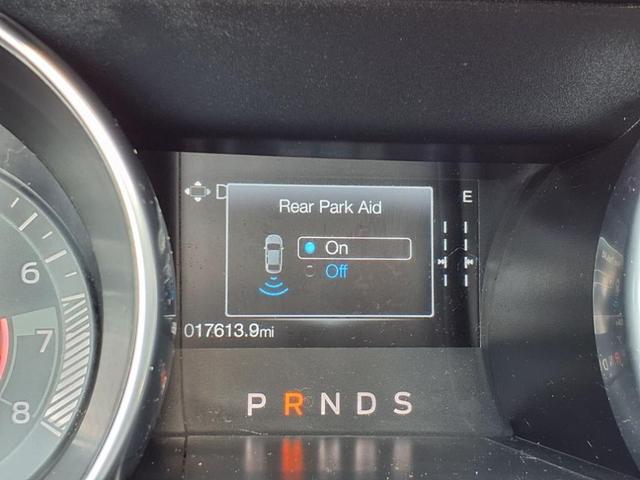 D
Rear Park Aid
E
On
Off
017613.9mi
6
7
8
P R N D S